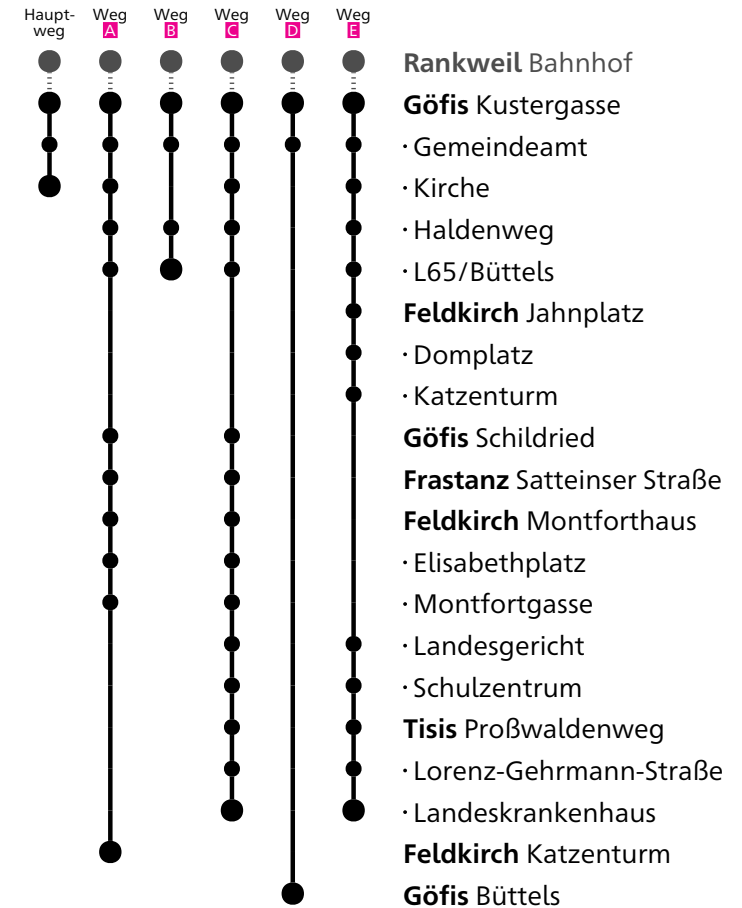 Haupt- Weg Weg Weg Weg Weg
weg A B C D E
Rankweil Bahnhof
Göfis Kustergasse
· Gemeindeamt
· Kirche
· Haldenweg
· L65/Büttels
Feldkirch Jahnplatz
· Domplatz
· Katzenturm
Göfis Schildried
Frastanz Satteinser Straße
Feldkirch Montforthaus
· Elisabethplatz
· Montfortgasse
· Landesgericht
· Schulzentrum
Tisis Proßwaldenweg
· Lorenz-Gehrmann-Straße
· Landeskrankenhaus
Feldkirch Katzenturm
Göfis Büttels